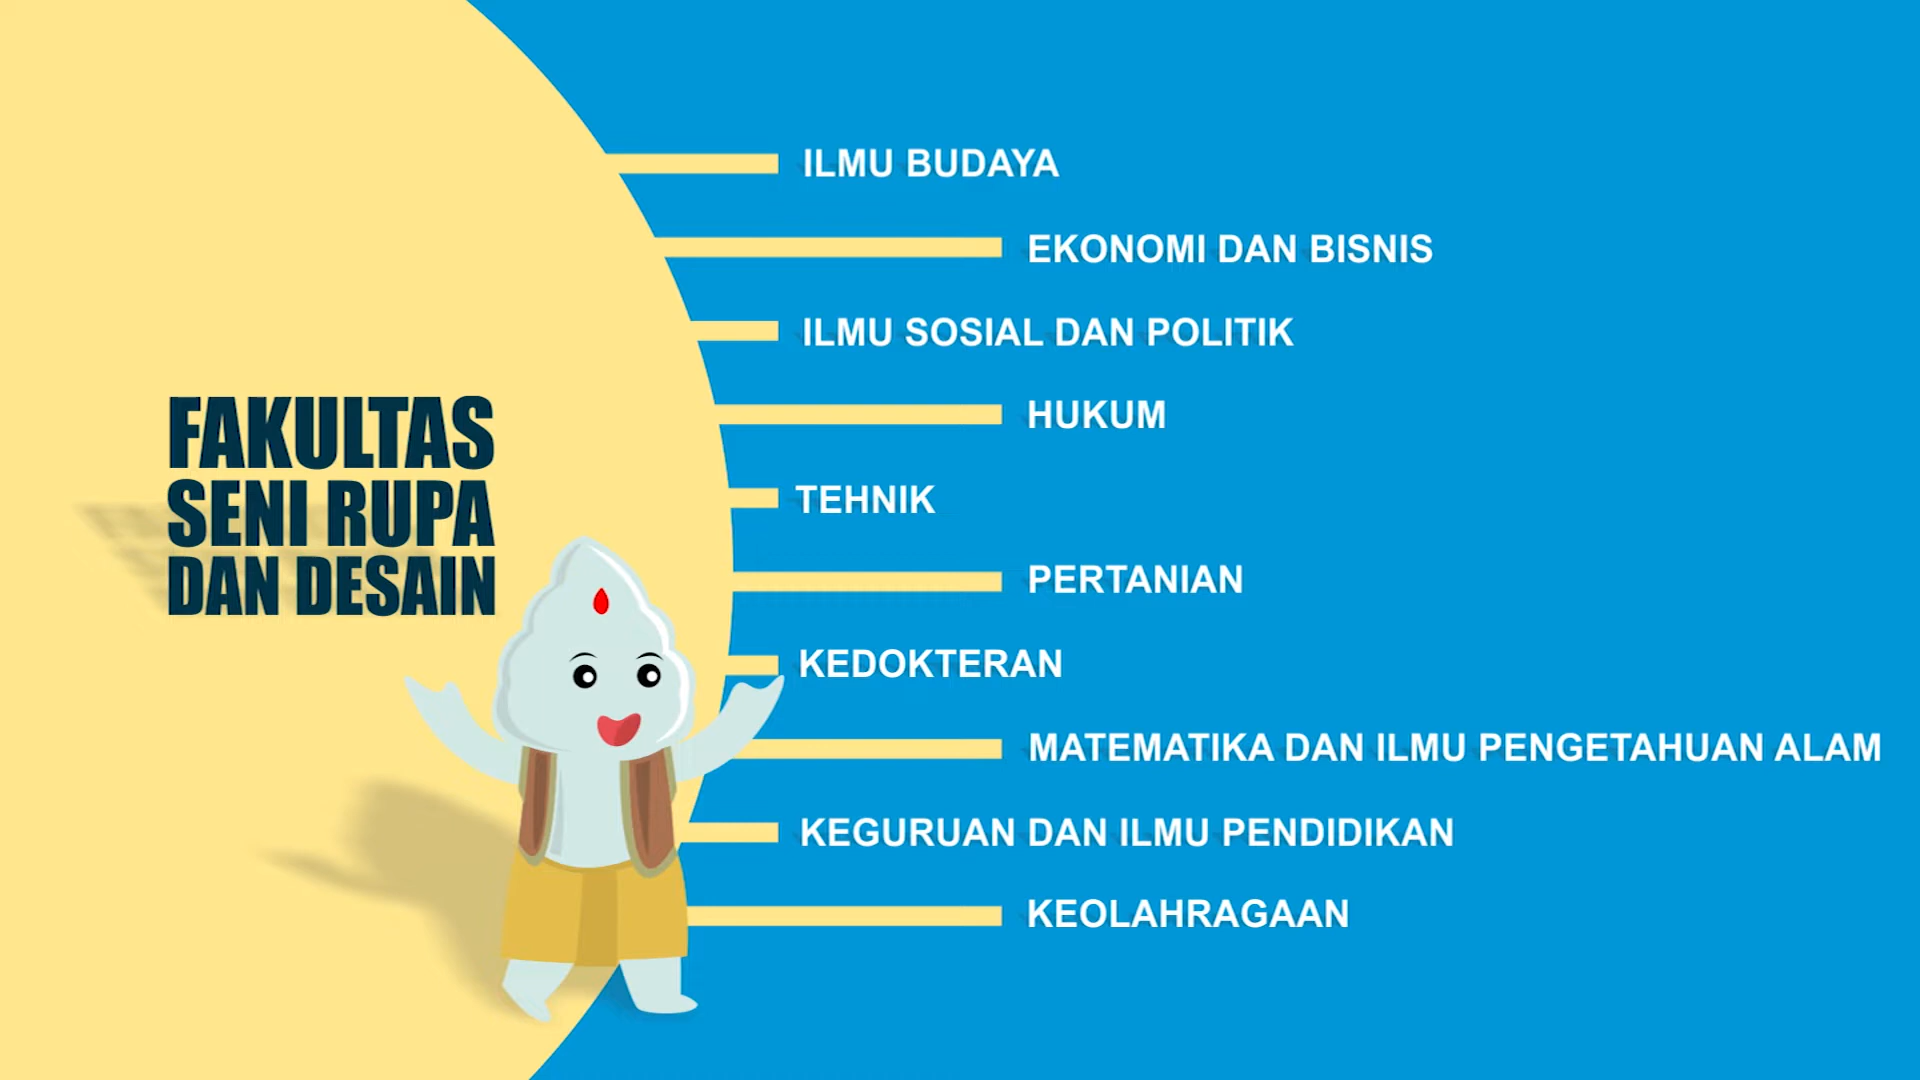 FAKULTAS
SENI RUPA
DAN DESAIN
ILMU BUDAYA
EKONOMI DAN BISNIS
ILMU SOSIAL DAN POLITIK
HUKUM
TEHNIK
PERTANIAN
KEDOKTERAN
MATEMATIKA DAN ILMU PENGETAHUAN ALAM
KEGURUAN DAN ILMU PENDIDIKAN
KEOLAHRAGAAN